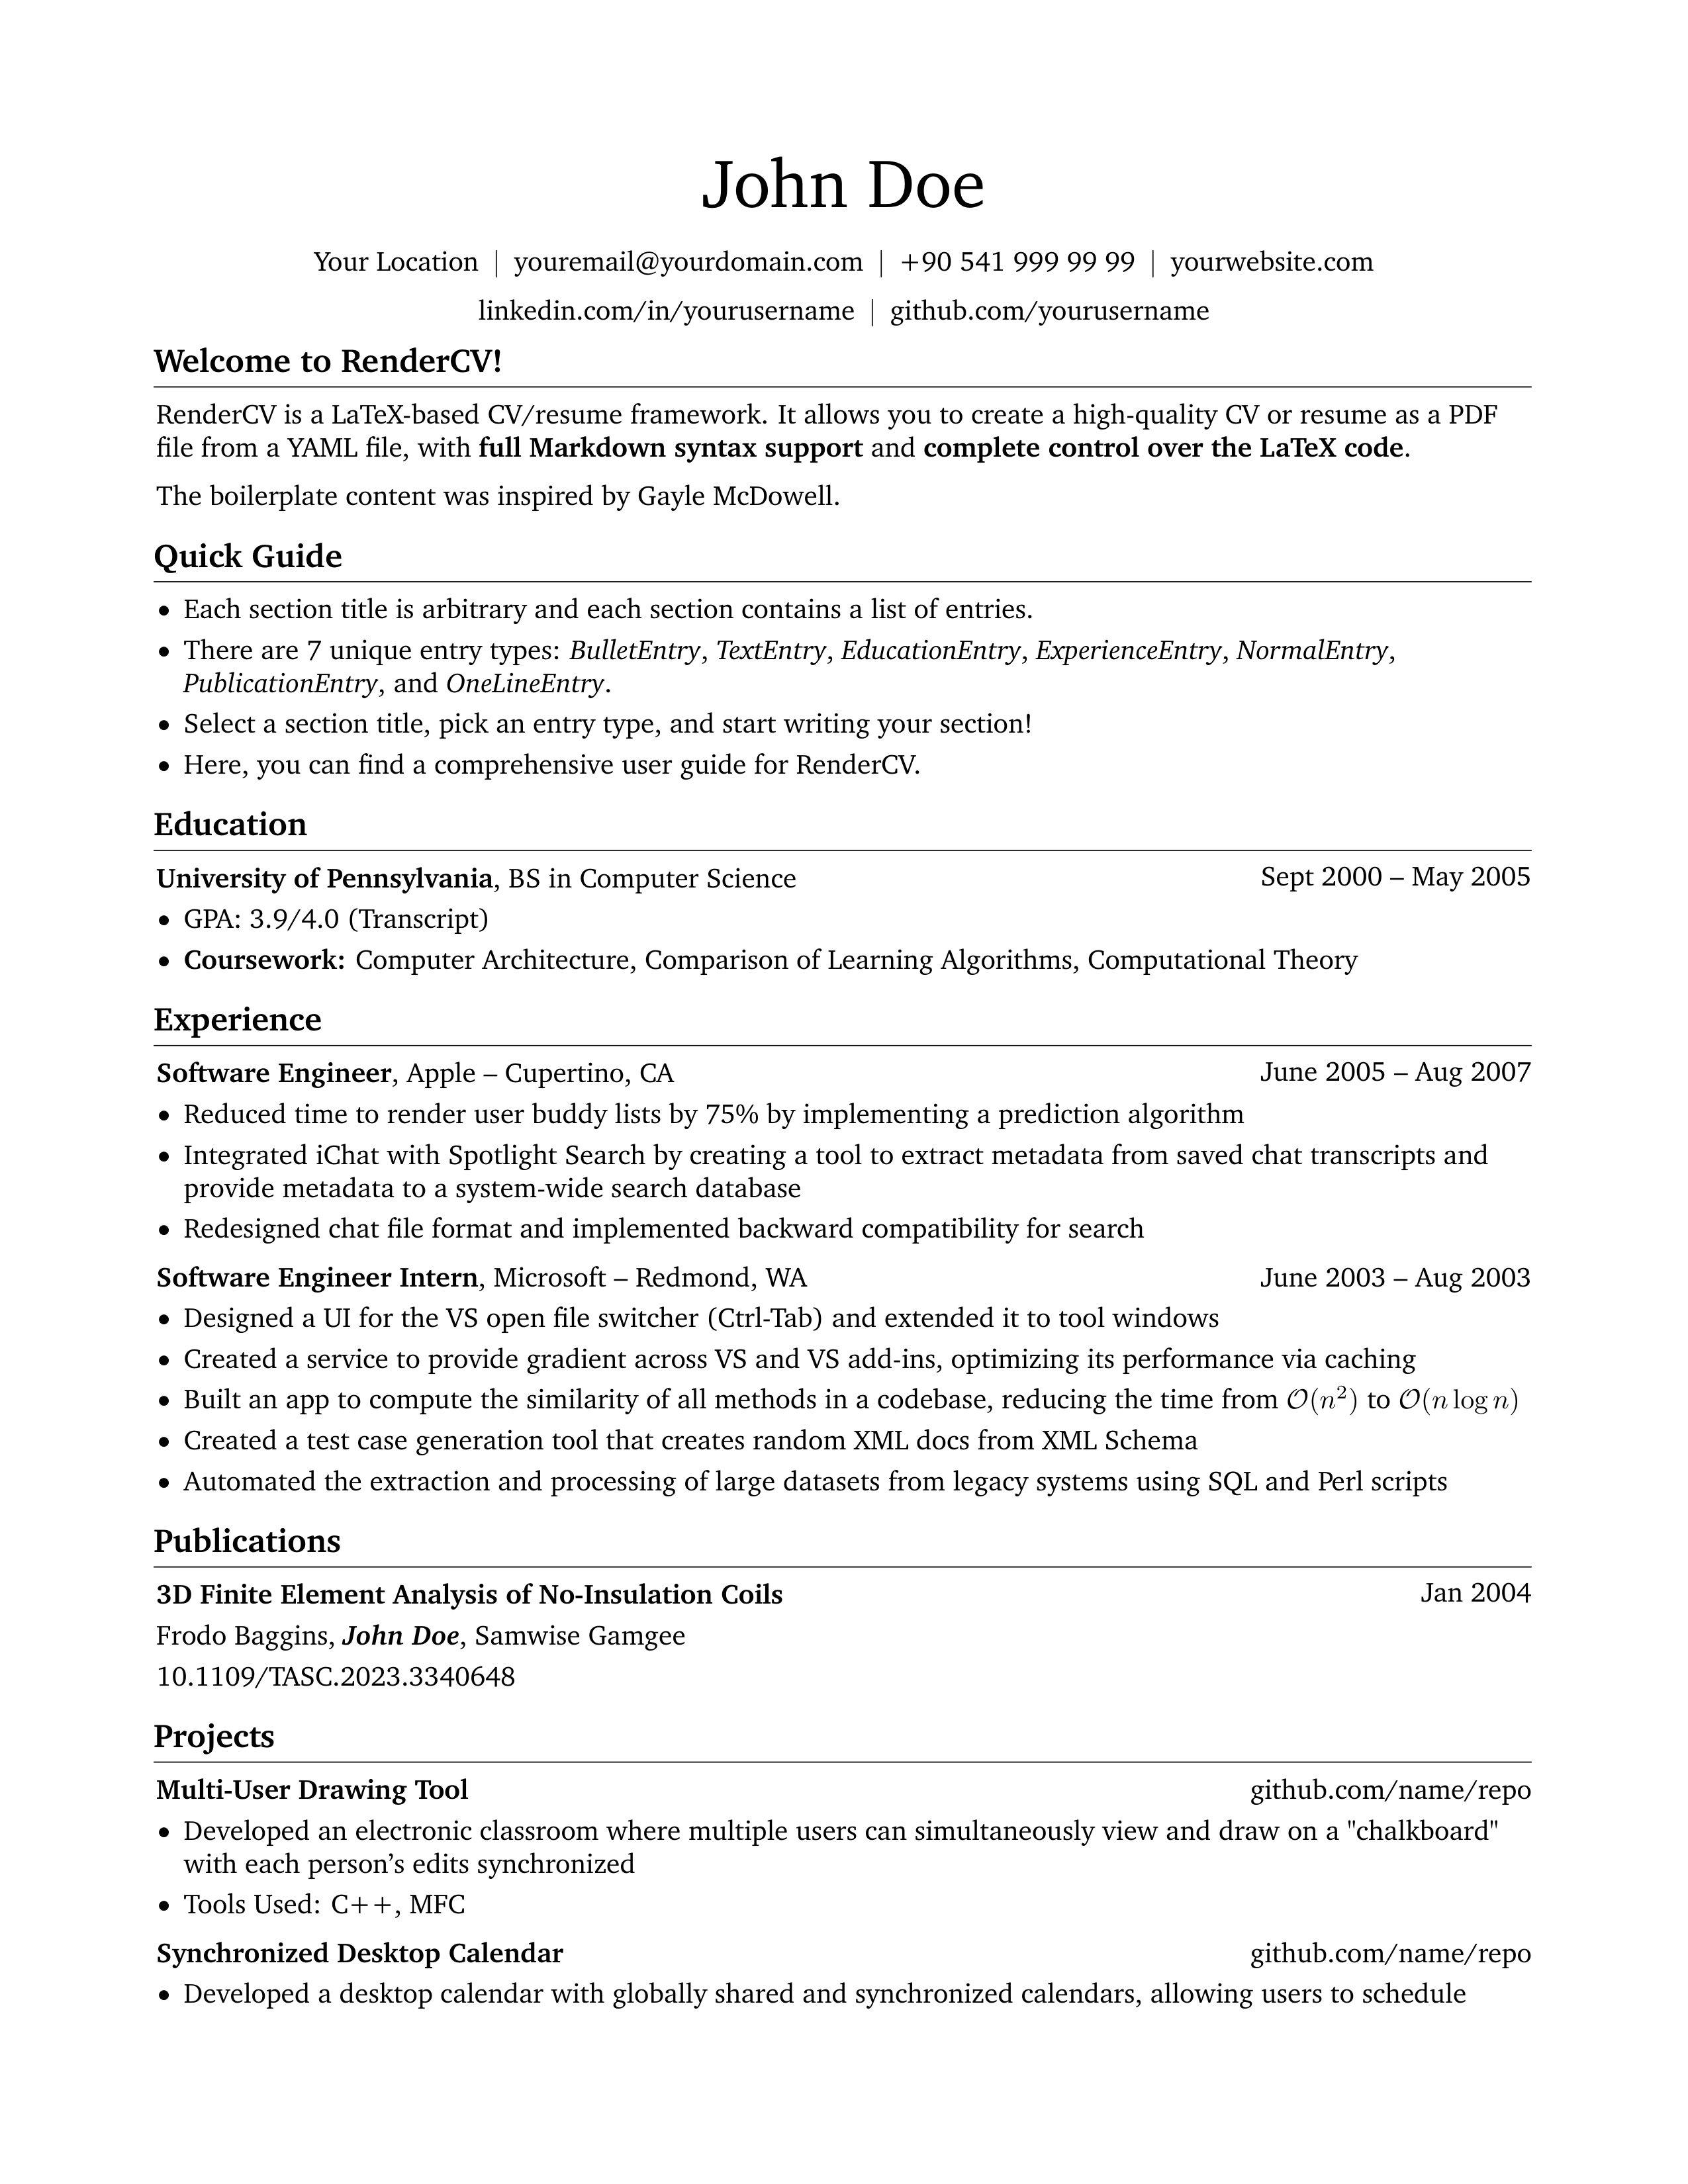 John Doe
Your Location | youremail@yourdomain.com | +90 541 999 99 99 | yourwebsite.com
linkedin.com/in/yourusername | github.com/yourusername
Welcome to RenderCV!
RenderCV is a LaTeX-based CV/resume framework. It allows you to create a high-quality CV or resume as a PDF
file from a YAML file, with full Markdown syntax support and complete control over the LaTeX code.
The boilerplate content was inspired by Gayle McDowell.
Quick Guide
• Each section title is arbitrary and each section contains a list of entries.
• There are 7 unique entry types: BulletEntry, TextEntry, EducationEntry, ExperienceEntry, NormalEntry,
PublicationEntry, and OneLineEntry.
• Select a section title, pick an entry type, and start writing your section!
• Here, you can find a comprehensive user guide for RenderCV.
Education
University of Pennsylvania, BS in Computer Science Sept 2000 – May 2005
• GPA: 3.9/4.0 (Transcript)
• Coursework: Computer Architecture, Comparison of Learning Algorithms, Computational Theory
Experience
Software Engineer, Apple – Cupertino, CA June 2005 – Aug 2007
• Reduced time to render user buddy lists by 75% by implementing a prediction algorithm
• Integrated iChat with Spotlight Search by creating a tool to extract metadata from saved chat transcripts and
provide metadata to a system-wide search database
• Redesigned chat file format and implemented backward compatibility for search
Software Engineer Intern, Microsoft – Redmond, WA June 2003 – Aug 2003
• Designed a UI for the VS open file switcher (Ctrl-Tab) and extended it to tool windows
• Created a service to provide gradient across VS and VS add-ins, optimizing its performance via caching
• Built an app to compute the similarity of all methods in a codebase, reducing the time from 𝒪(n²) to 𝒪(n log n)
• Created a test case generation tool that creates random XML docs from XML Schema
• Automated the extraction and processing of large datasets from legacy systems using SQL and Perl scripts
Publications
3D Finite Element Analysis of No-Insulation Coils Jan 2004
Frodo Baggins, John Doe, Samwise Gamgee
10.1109/TASC.2023.3340648
Projects
Multi-User Drawing Tool github.com/name/repo
• Developed an electronic classroom where multiple users can simultaneously view and draw on a "chalkboard"
with each person’s edits synchronized
• Tools Used: C++, MFC
Synchronized Desktop Calendar github.com/name/repo
• Developed a desktop calendar with globally shared and synchronized calendars, allowing users to schedule